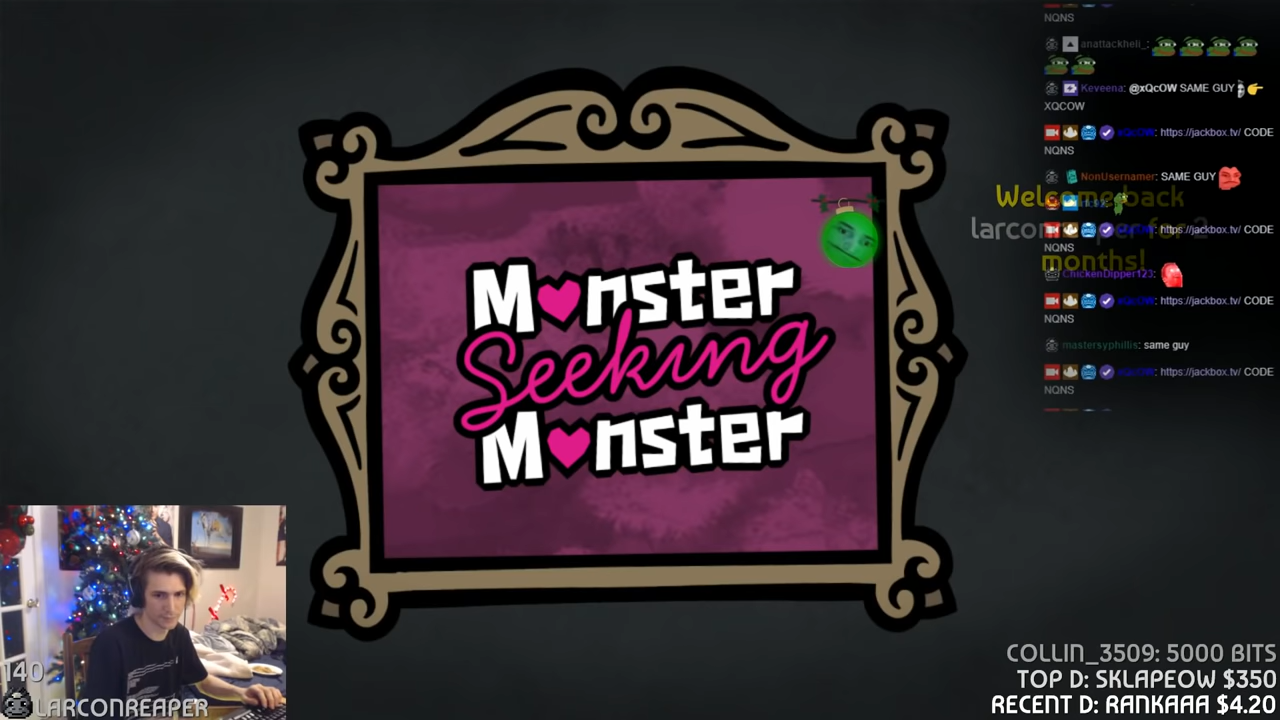 Monster
Seeking
Monster
NQNS
anattackheli_:
Keveena: @xQcOW SAME GUY
XQCOW
xQcOW: https://jackbox.tv/ CODE
NQNS
NonUsernamer: SAME GUY
Welcome back
larconreaper for 2
months!
https://jackbox.tv/ CODE
NQNS
ChickenDipper123:
https://jackbox.tv/ CODE
NQNS
mastersyphillis: same guy
https://jackbox.tv/ CODE
NQNS
140
LARCONREAPER
COLLIN_3509: 5000 BITS
TOP D: SKLAPEOW $350
RECENT D: RANKAAA $4.20